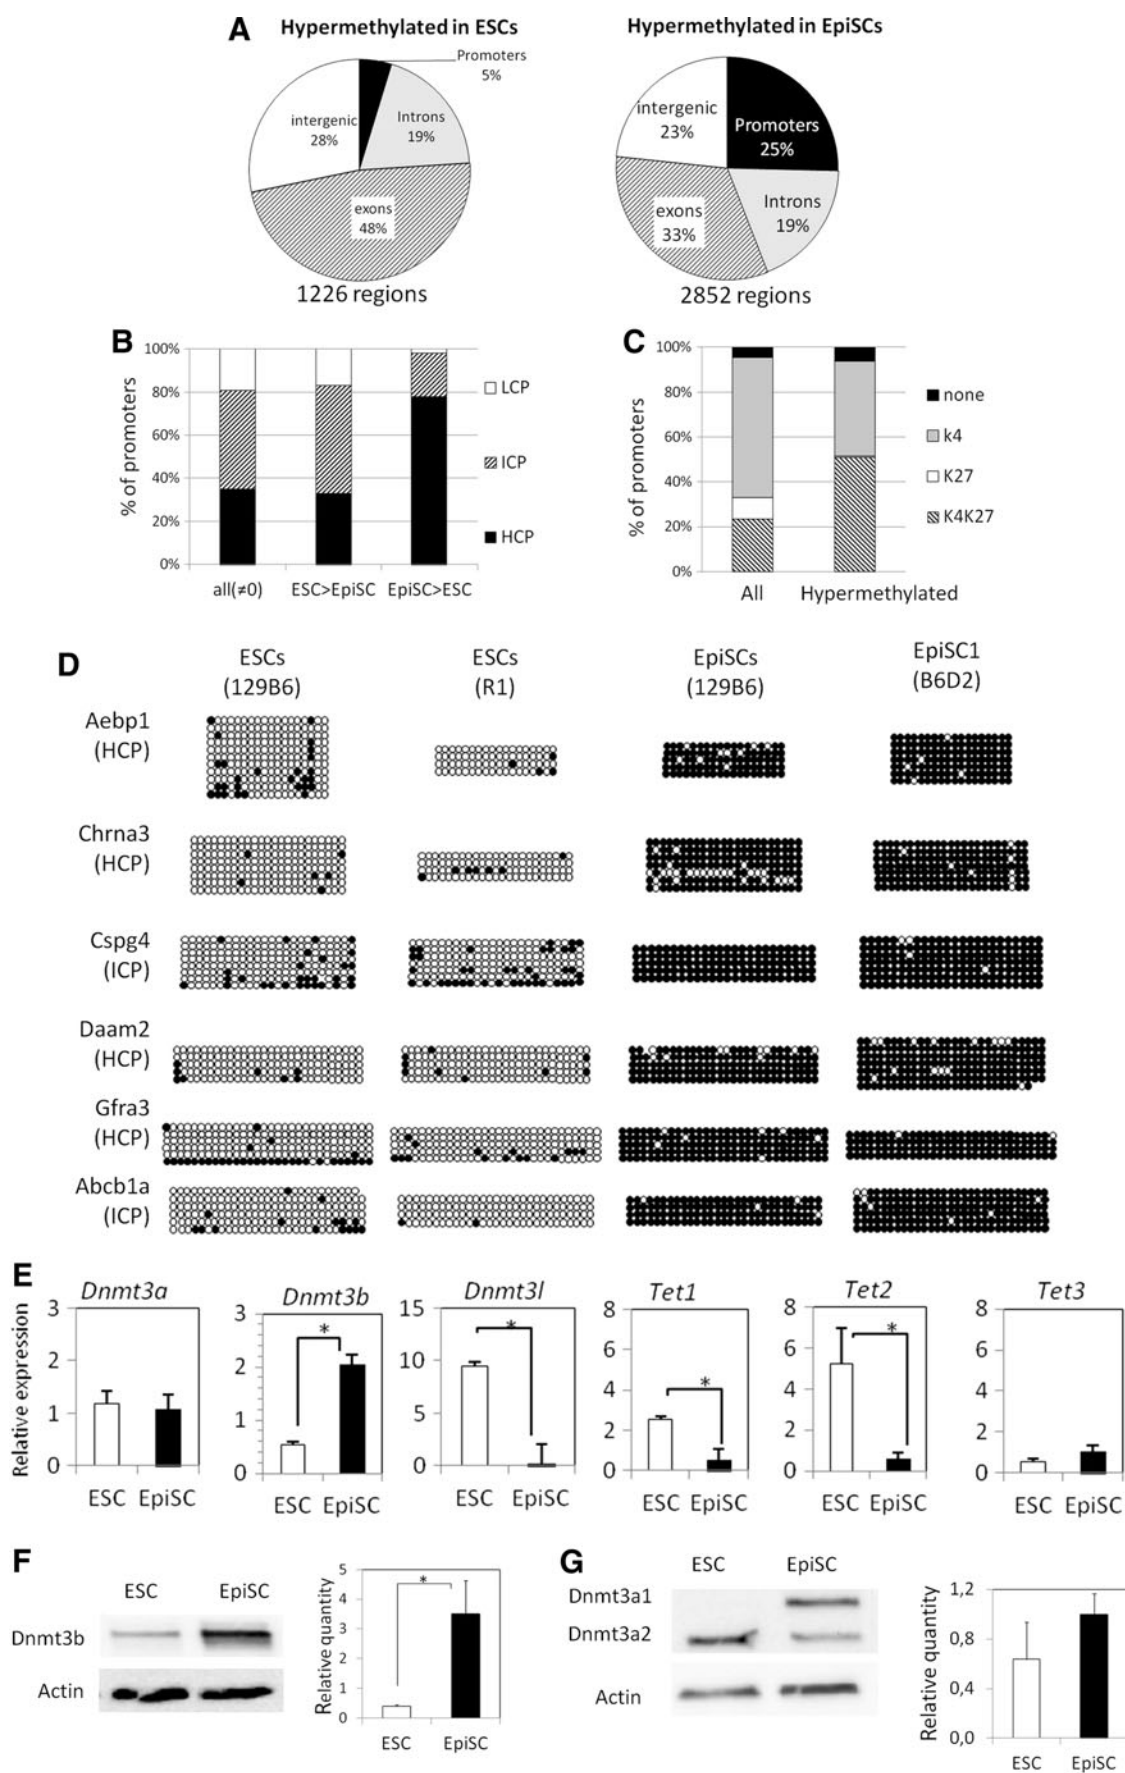 A
Hypermethylated in ESCs
Promoters
5%
intergenic
28%
Introns
19%
exons
48%
1226 regions
Hypermethylated in EpiSCs
intergenic
23%
Promoters
25%
Introns
19%
exons
33%
2852 regions
B
% of promoters
100%
80%
60%
40%
20%
0%
all(≠0)
ESC>EpiSC
EpiSC>ESC
LCP
ICP
HCP
C
% of promoters
100%
80%
60%
40%
20%
0%
All
Hypermethylated
none
k4
K27
K4K27
D
ESCs
(129B6)
ESCs
(R1)
EpiSCs
(129B6)
EpiSC1
(B6D2)
Aebp1
(HCP)
Chrna3
(HCP)
Cspg4
(ICP)
Daam2
(HCP)
Gfra3
(HCP)
Abcb1a
(ICP)
E
Relative expression
Dnmt3a
3
2
1
0
ESC EpiSC
Dnmt3b
3
2
1
0
*
ESC EpiSC
Dnmt3l
15
10
5
0
*
ESC EpiSC
Tet1
8
6
4
2
0
*
ESC EpiSC
Tet2
8
6
4
2
0
*
ESC EpiSC
Tet3
8
6
4
2
0
ESC EpiSC
F
ESC
EpiSC
Dnmt3b
Actin
Relative quantity
5
4
3
2
1
0
*
ESC
EpiSC
G
ESC
EpiSC
Dnmt3a1
Dnmt3a2
Actin
Relative quantity
1,2
0,8
0,4
0,0
ESC
EpiSC